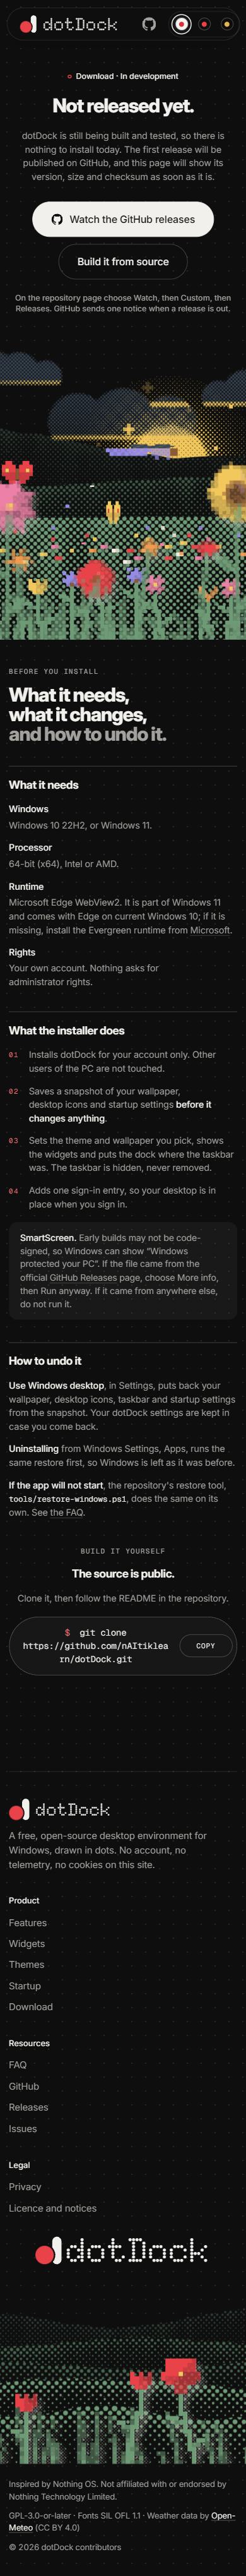 dotDock
Download · In development
Not released yet.
dotDock is still being built and tested, so there is
nothing to install today. The first release will be
published on GitHub, and this page will show its
version, size and checksum as soon as it is.
Watch the GitHub releases
Build it from source
On the repository page choose Watch, then Custom, then
Releases. GitHub sends one notice when a release is out.
BEFORE YOU INSTALL
What it needs,
what it changes,
and how to undo it.
What it needs
Windows
Windows 10 22H2, or Windows 11.
Processor
64-bit (x64), Intel or AMD.
Runtime
Microsoft Edge WebView2. It is part of Windows 11
and comes with Edge on current Windows 10; if it is
missing, install the Evergreen runtime from Microsoft.
Rights
Your own account. Nothing asks for
administrator rights.
What the installer does
01 Installs dotDock for your account only. Other
users of the PC are not touched.
02 Saves a snapshot of your wallpaper,
desktop icons and startup settings before it
changes anything.
03 Sets the theme and wallpaper you pick, shows
the widgets and puts the dock where the taskbar
was. The taskbar is hidden, never removed.
04 Adds one sign-in entry, so your desktop is in
place when you sign in.
SmartScreen. Early builds may not be code-
signed, so Windows can show “Windows
protected your PC”. If the file came from the
official GitHub Releases page, choose More info,
then Run anyway. If it came from anywhere else,
do not run it.
How to undo it
Use Windows desktop, in Settings, puts back your
wallpaper, desktop icons, taskbar and startup settings
from the snapshot. Your dotDock settings are kept in
case you come back.
Uninstalling from Windows Settings, Apps, runs the
same restore first, so Windows is left as it was before.
If the app will not start, the repository's restore tool,
tools/restore-windows.ps1, does the same on its
own. See the FAQ.
BUILD IT YOURSELF
The source is public.
Clone it, then follow the README in the repository.
$ git clone
https://github.com/nAItiklea
rn/dotDock.git
COPY
dotDock
A free, open-source desktop environment for
Windows, drawn in dots. No account, no
telemetry, no cookies on this site.
Product
Features
Widgets
Themes
Startup
Download
Resources
FAQ
GitHub
Releases
Issues
Legal
Privacy
Licence and notices
dotDock
Inspired by Nothing OS. Not affiliated with or endorsed by
Nothing Technology Limited.
GPL-3.0-or-later · Fonts SIL OFL 1.1 · Weather data by Open-
Meteo (CC BY 4.0)
© 2026 dotDock contributors